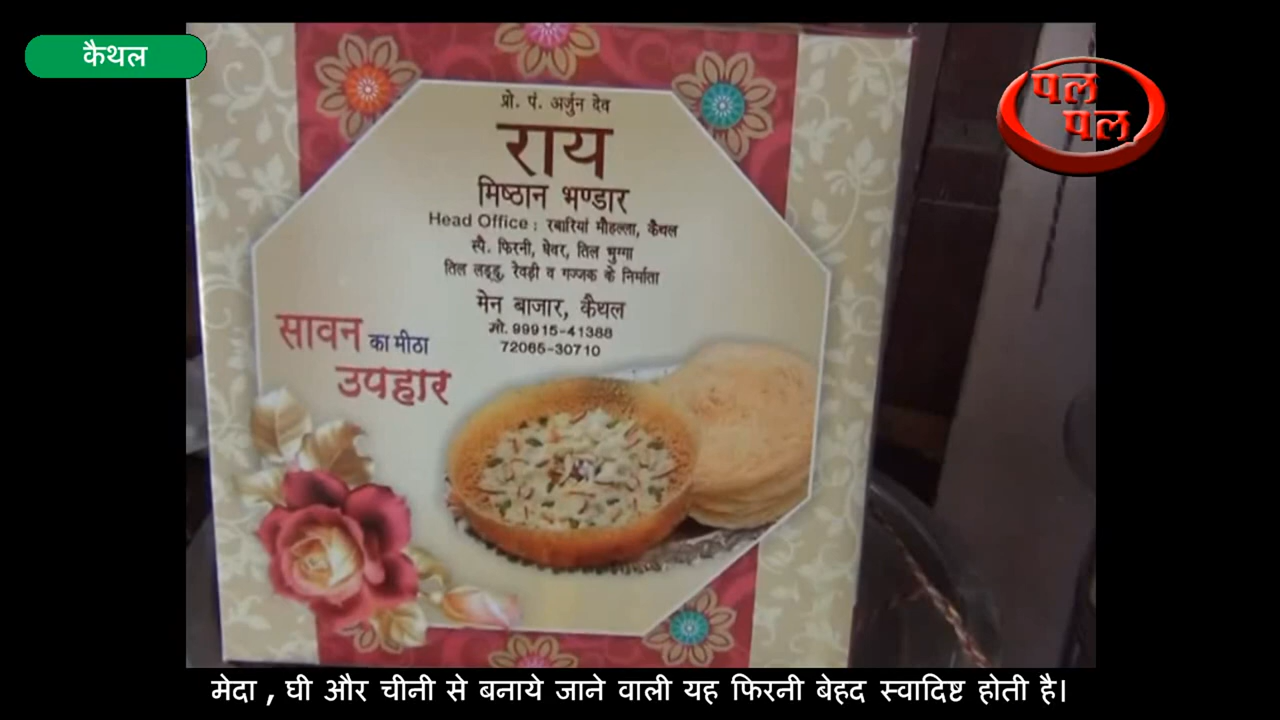 कैथल
पल
पल
प्रो. पं. अर्जुन देव
राय
मिष्ठान भण्डार
Head Office : रबारियां मौहल्ला, कैथल
स्पै. फिरनी, घेवर, तिल भुग्गा
तिल लड्डु, रेवड़ी व गज्जक के निर्माता
मेन बाजार, कैथल
मो. 99915-41388
72065-30710
सावन का मीठा
उपहार
मेदा , घी और चीनी से बनाये जाने वाली यह फिरनी बेहद स्वादिष्ट होती है।